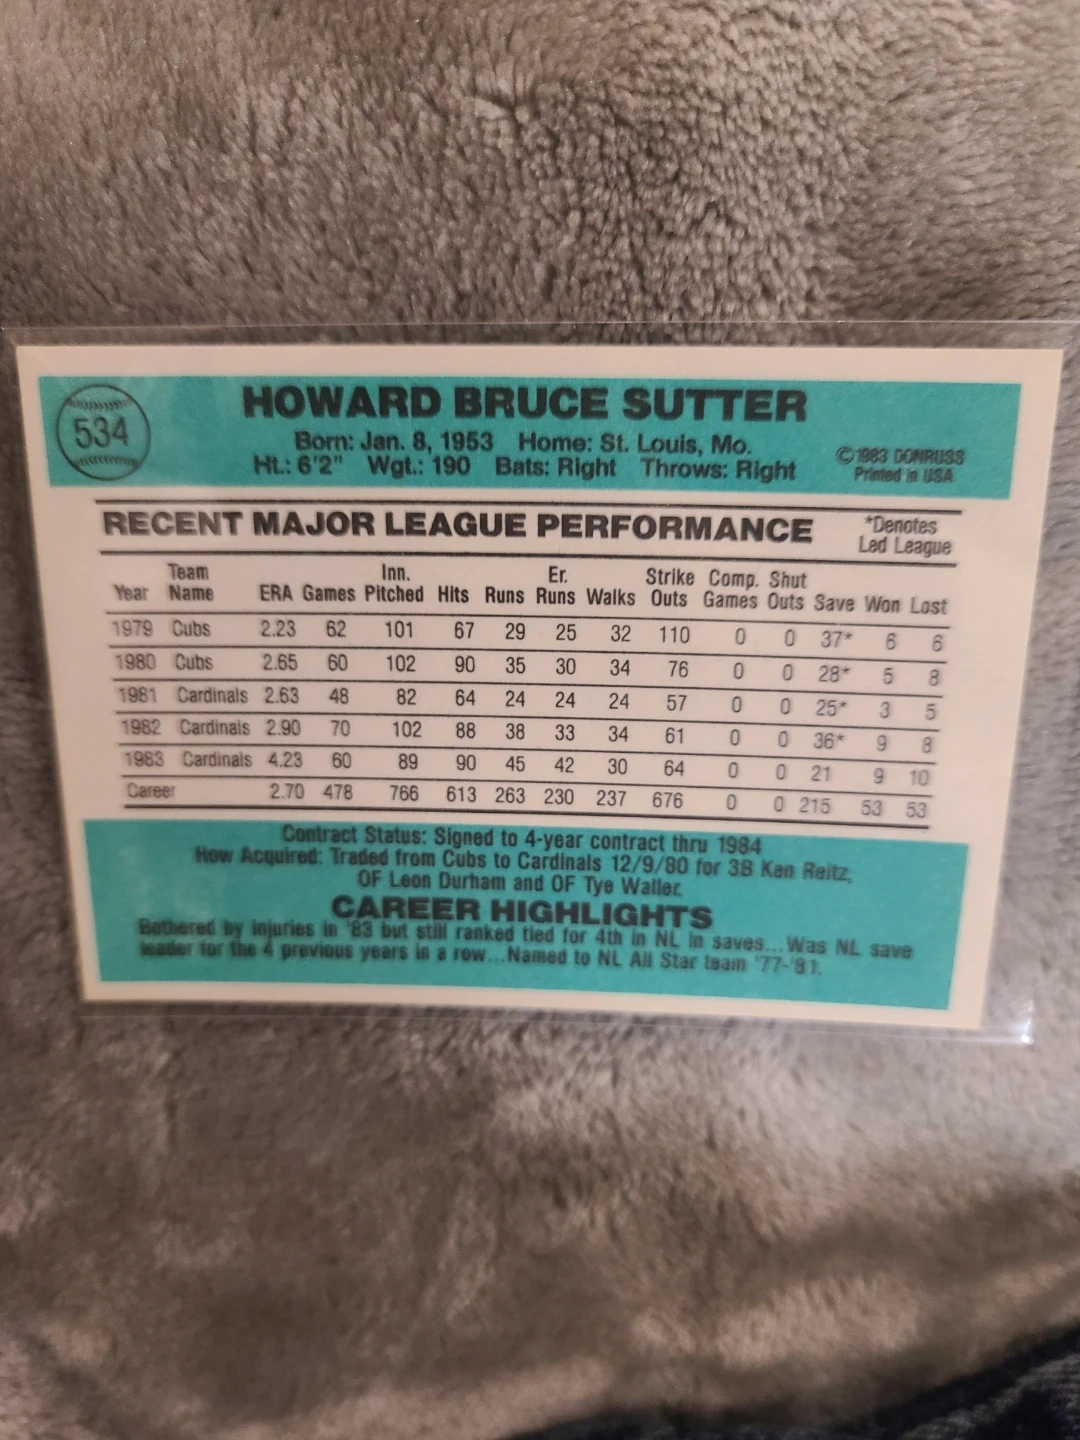 534
HOWARD BRUCE SUTTER
Born: Jan. 8, 1953 Home: St. Louis, Mo.
Ht.: 6'2" Wgt.: 190 Bats: Right Throws: Right
©1983 DONRUSS
Printed in USA
RECENT MAJOR LEAGUE PERFORMANCE
*Denotes
Led League
Year Team Name ERA Games Inn. Pitched Hits Runs Er. Runs Walks Strike Outs Comp. Games Shut Outs Save Won Lost
1979 Cubs 2.23 62 101 67 29 25 32 110 0 0 37* 6 6
1980 Cubs 2.65 60 102 90 35 30 34 76 0 0 28* 5 8
1981 Cardinals 2.63 48 82 64 24 24 24 57 0 0 25* 3 5
1982 Cardinals 2.90 70 102 88 38 33 34 61 0 0 36* 9 8
1983 Cardinals 4.23 60 89 90 45 42 30 64 0 0 21 9 10
Career 2.70 478 766 613 263 230 237 676 0 0 215 53 53
Contract Status: Signed to 4-year contract thru 1984
How Acquired: Traded from Cubs to Cardinals 12/9/80 for 3B Ken Reitz,
OF Leon Durham and OF Tye Waller.
CAREER HIGHLIGHTS
Bothered by injuries in '83 but still ranked tied for 4th in NL in saves...Was NL save
leader for the 4 previous years in a row...Named to NL All Star team '77-'81.